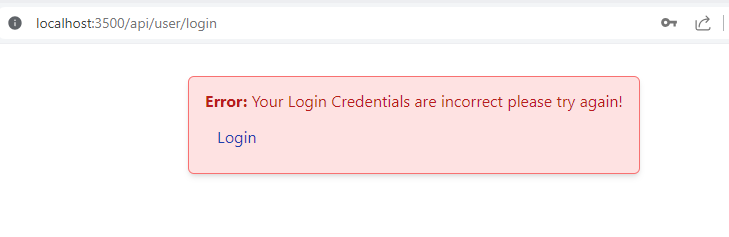 localhost:3500/api/user/login
Error: Your Login Credentials are incorrect please try again!
Login